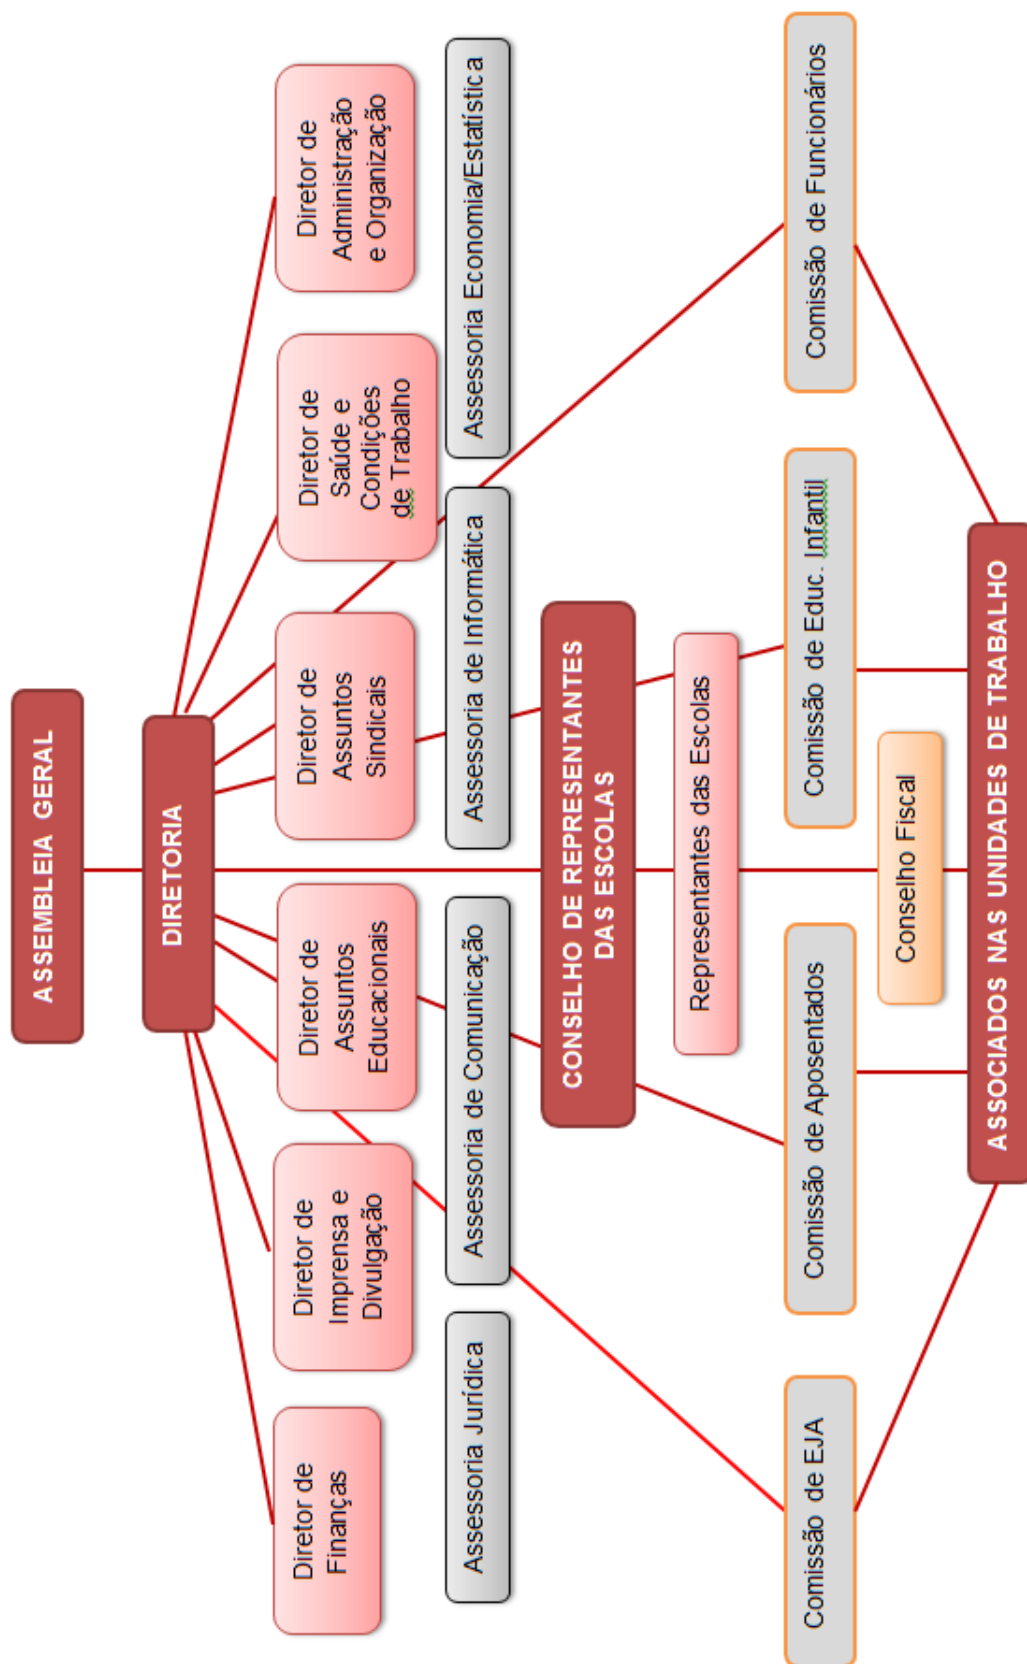 ASSEMBLEIA GERAL
DIRETORIA
Diretor de
Finanças
Diretor de
Imprensa e
Divulgação
Diretor de
Assuntos
Educacionais
Diretor de
Assuntos
Sindicais
Diretor de
Saúde e
Condições
de Trabalho
Diretor de
Administração
e Organização
Assessoria Jurídica
Assessoria de Comunicação
Assessoria de Informática
Assessoria Economia/Estatística
CONSELHO DE REPRESENTANTES
DAS ESCOLAS
Representantes das Escolas
Comissão de EJA
Comissão de Aposentados
Comissão de Educ. Infantil
Comissão de Funcionários
Conselho Fiscal
ASSOCIADOS NAS UNIDADES DE TRABALHO